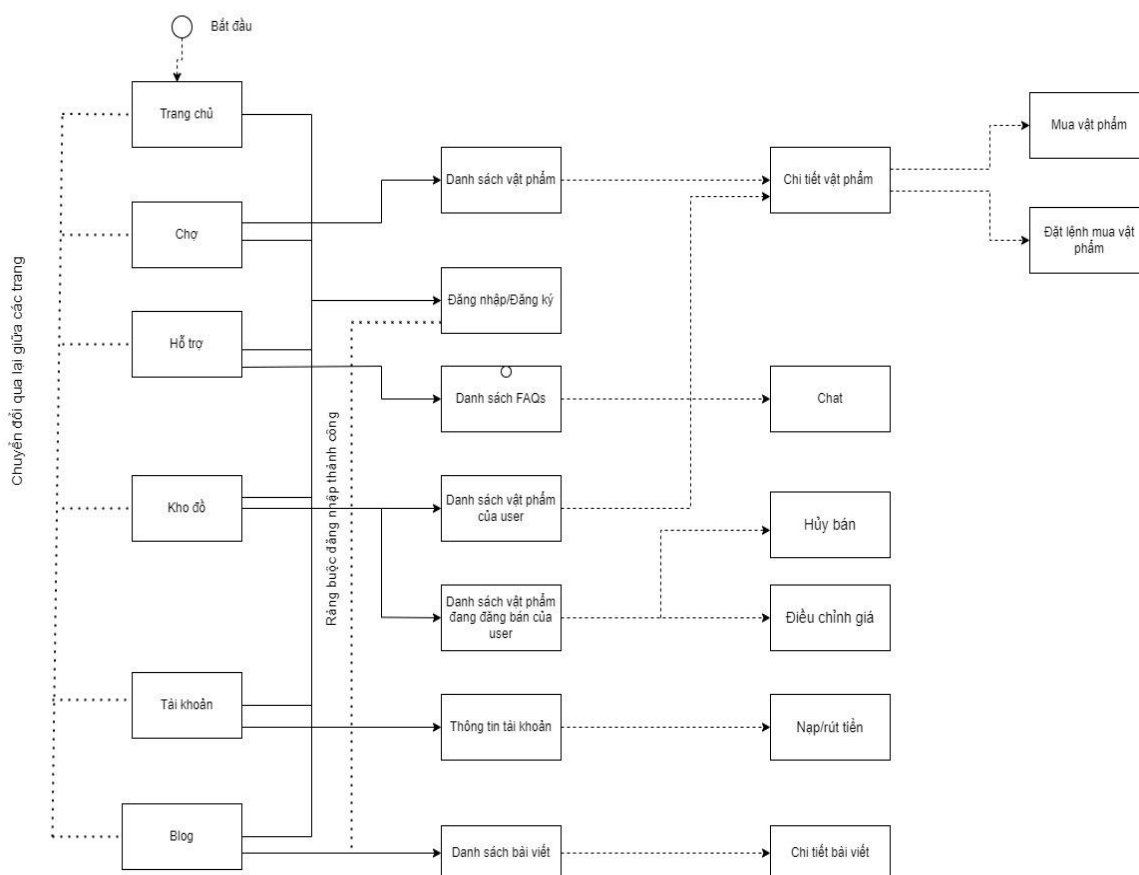 Bắt đầu
Trang chủ
Mua vật phẩm
Danh sách vật phẩm
Chi tiết vật phẩm
Chợ
Đặt lệnh mua vật
phẩm
Chuyển đổi qua lại giữa các trang
Đăng nhập/Đăng ký
Hỗ trợ
Danh sách FAQs
Chat
Ràng buộc đăng nhập thành công
Kho đồ
Danh sách vật phẩm
của user
Hủy bán
Danh sách vật phẩm
đang đăng bán của
user
Điều chỉnh giá
Tài khoản
Thông tin tài khoản
Nạp/rút tiền
Blog
Danh sách bài viết
Chi tiết bài viết